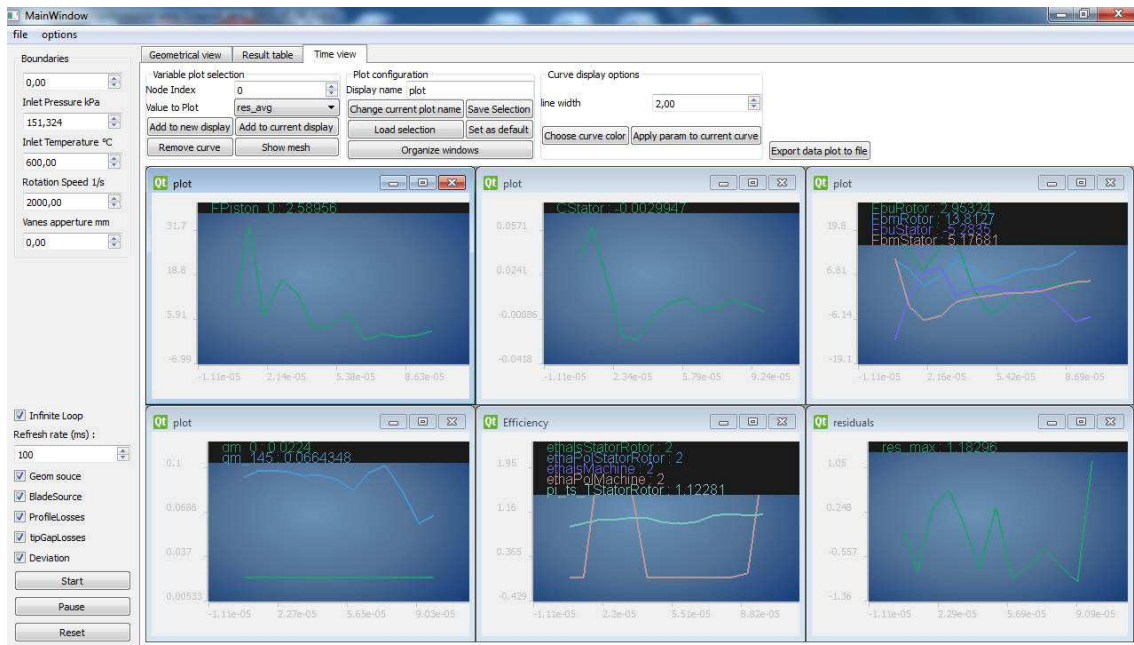 MainWindow
file options
Boundaries
0,00
Inlet Pressure kPa
151,324
Inlet Temperature °C
600,00
Rotation Speed 1/s
2000,00
Vanes apperture mm
0,00
Infinite Loop
Refresh rate (ms) :
100
Geom souce
BladeSource
ProfileLosses
tipGapLosses
Deviation
Start
Pause
Reset
Geometrical view Result table Time view
Variable plot selection
Node Index 0
Value to Plot res_avg
Add to new display Add to current display
Remove curve Show mesh
Plot configuration
Display name plot
Change current plot name Save Selection
Load selection Set as default
Organize windows
Curve display options
line width 2,00
Choose curve color Apply param to current curve
Export data plot to file
Qt plot
FPiston_0 : 2.58956
31.7
18.8
5.91
-6.99
-1.11e-05 2.14e-05 5.38e-05 8.63e-05
Qt plot
CStator : -0.0029947
0.0571
0.0241
-0.00886
-0.0418
-1.11e-05 2.34e-05 5.79e-05 9.24e-05
Qt plot
EbuRotor : 2.95324
EbmRotor : 13.8127
EbuStator : -5.2835
EbmStator : 5.17681
19.8
6.81
-6.14
-19.1
-1.11e-05 2.16e-05 5.42e-05 8.69e-05
Qt plot
qm_0 : 0.0224
qm_145 : 0.0664348
0.1
0.0686
0.037
0.00533
-1.11e-05 2.27e-05 5.65e-05 9.03e-05
Qt Efficiency
ethaIsStatorRotor : 2
ethaPolStatorRotor : 2
ethaIsMachine : 2
ethaPolMachine : 2
pi_ts_TStatorRotor : 1.12281
1.95
1.16
0.365
-0.429
-1.11e-05 2.2e-05 5.51e-05 8.82e-05
Qt residuals
res_max : 1.18296
1.05
0.248
-0.557
-1.36
-1.11e-05 2.29e-05 5.69e-05 9.09e-05